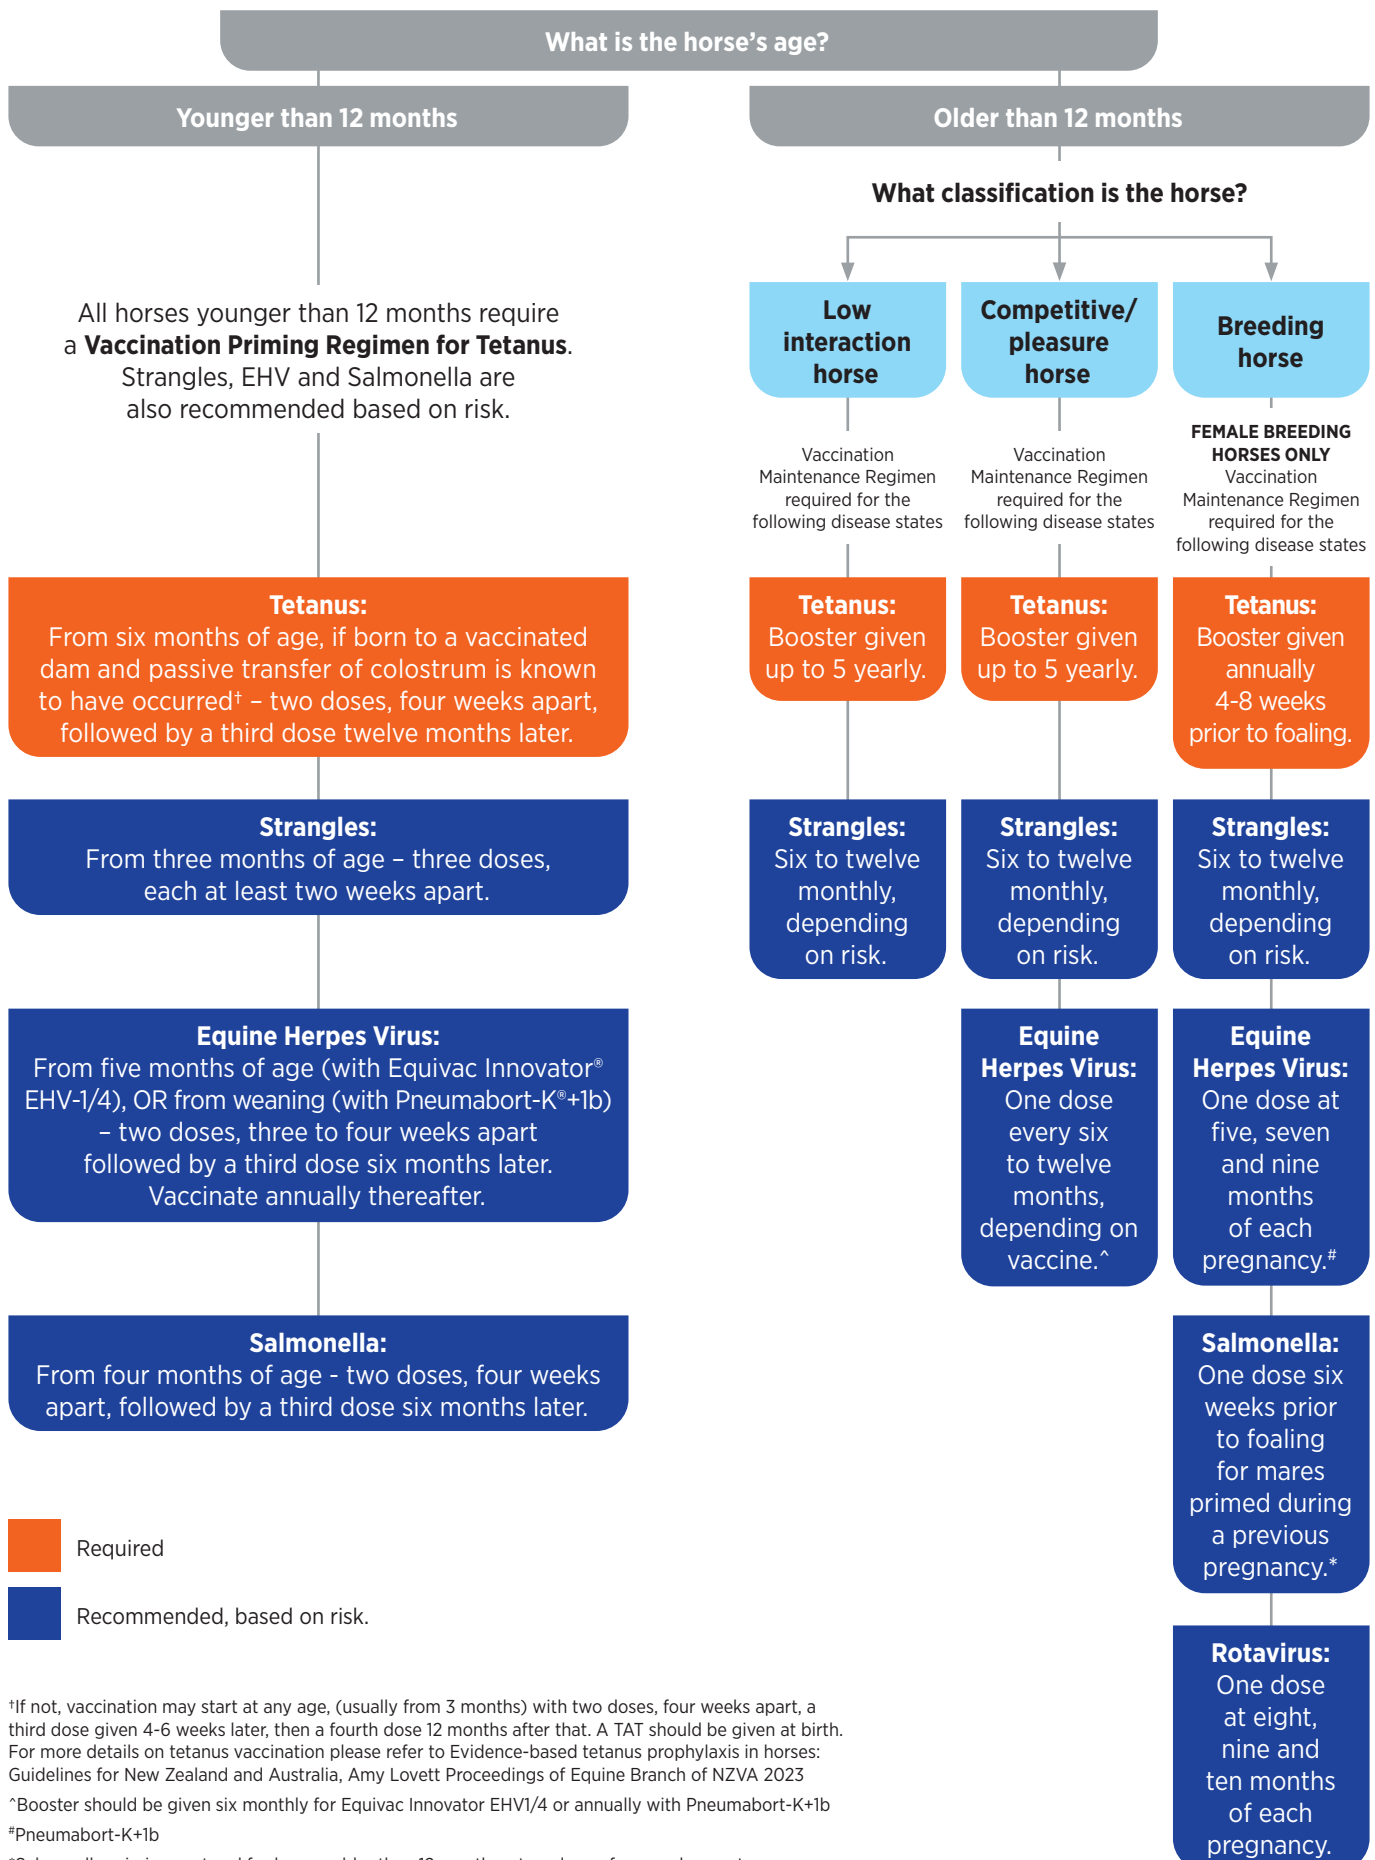 What is the horse's age?
Younger than 12 months
All horses younger than 12 months require
a Vaccination Priming Regimen for Tetanus.
Strangles, EHV and Salmonella are
also recommended based on risk.
Tetanus:
From six months of age, if born to a vaccinated
dam and passive transfer of colostrum is known
to have occurred† – two doses, four weeks apart,
followed by a third dose twelve months later.
Strangles:
From three months of age – three doses,
each at least two weeks apart.
Equine Herpes Virus:
From five months of age (with Equivac Innovator®
EHV-1/4), OR from weaning (with Pneumabort-K®+1b)
– two doses, three to four weeks apart
followed by a third dose six months later.
Vaccinate annually thereafter.
Salmonella:
From four months of age - two doses, four weeks
apart, followed by a third dose six months later.
Older than 12 months
What classification is the horse?
Low
interaction
horse
Vaccination
Maintenance Regimen
required for the
following disease states
Tetanus:
Booster given
up to 5 yearly.
Strangles:
Six to twelve
monthly,
depending
on risk.
Competitive/
pleasure
horse
Vaccination
Maintenance Regimen
required for the
following disease states
Tetanus:
Booster given
up to 5 yearly.
Strangles:
Six to twelve
monthly,
depending
on risk.
Equine
Herpes Virus:
One dose
every six
to twelve
months,
depending on
vaccine.^
Breeding
horse
FEMALE BREEDING
HORSES ONLY
Vaccination
Maintenance Regimen
required for the
following disease states
Tetanus:
Booster given
annually
4-8 weeks
prior to foaling.
Strangles:
Six to twelve
monthly,
depending
on risk.
Equine
Herpes Virus:
One dose at
five, seven
and nine
months
of each
pregnancy.#
Salmonella:
One dose six
weeks prior
to foaling
for mares
primed during
a previous
pregnancy.*
Rotavirus:
One dose
at eight,
nine and
ten months
of each
pregnancy.
Required
Recommended, based on risk.
†If not, vaccination may start at any age, (usually from 3 months) with two doses, four weeks apart, a
third dose given 4-6 weeks later, then a fourth dose 12 months after that. A TAT should be given at birth.
For more details on tetanus vaccination please refer to Evidence-based tetanus prophylaxis in horses:
Guidelines for New Zealand and Australia, Amy Lovett Proceedings of Equine Branch of NZVA 2023
^Booster should be given six monthly for Equivac Innovator EHV1/4 or annually with Pneumabort-K+1b
#Pneumabort-K+1b